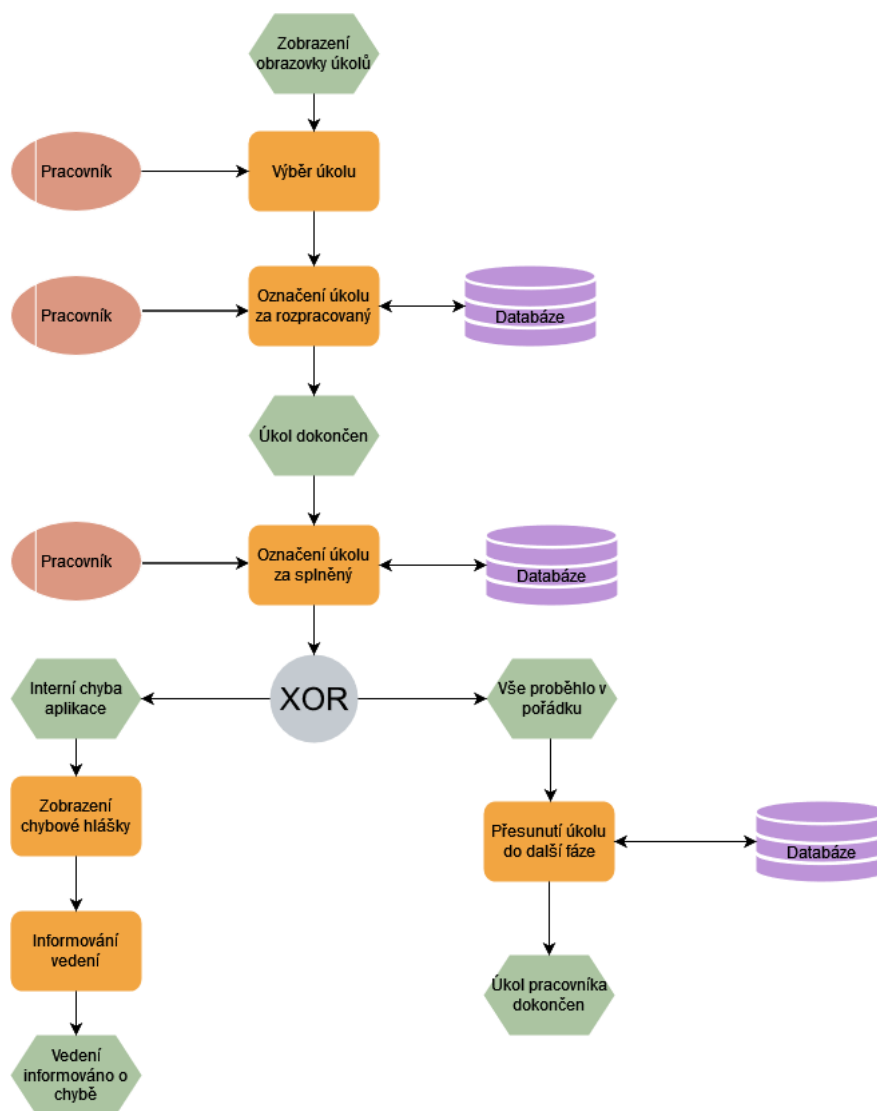 Zobrazení
obrazovky úkolů
Pracovník
Výběr úkolu
Pracovník
Označení úkolu
za rozpracovaný
Databáze
Úkol dokončen
Pracovník
Označení úkolu
za splněný
Databáze
Interní chyba
aplikace
XOR
Vše proběhlo v
pořádku
Zobrazení
chybové hlášky
Přesunutí úkolu
do další fáze
Databáze
Informování
vedení
Úkol pracovníka
dokončen
Vedení
informováno o
chybě